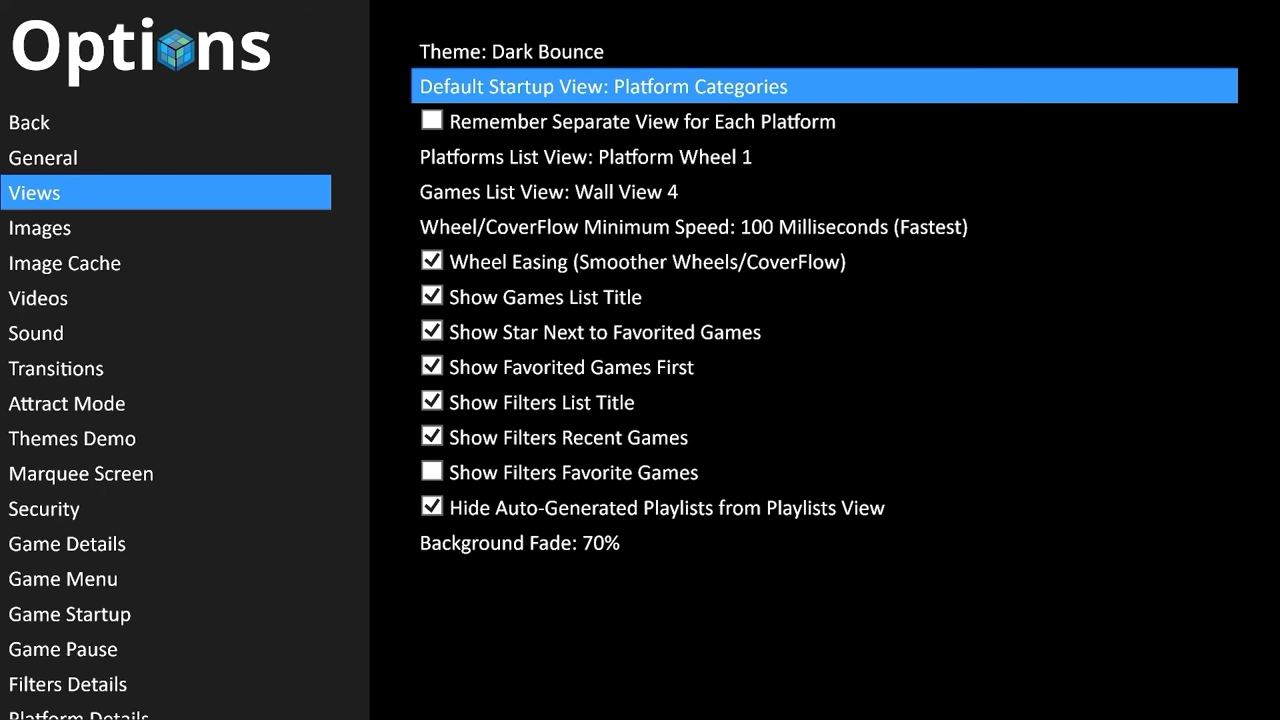 Options
Back
General
Views
Images
Image Cache
Videos
Sound
Transitions
Attract Mode
Themes Demo
Marquee Screen
Security
Game Details
Game Menu
Game Startup
Game Pause
Filters Details
Platform Details
Theme: Dark Bounce
Default Startup View: Platform Categories
Remember Separate View for Each Platform
Platforms List View: Platform Wheel 1
Games List View: Wall View 4
Wheel/CoverFlow Minimum Speed: 100 Milliseconds (Fastest)
Wheel Easing (Smoother Wheels/CoverFlow)
Show Games List Title
Show Star Next to Favorited Games
Show Favorited Games First
Show Filters List Title
Show Filters Recent Games
Show Filters Favorite Games
Hide Auto-Generated Playlists from Playlists View
Background Fade: 70%